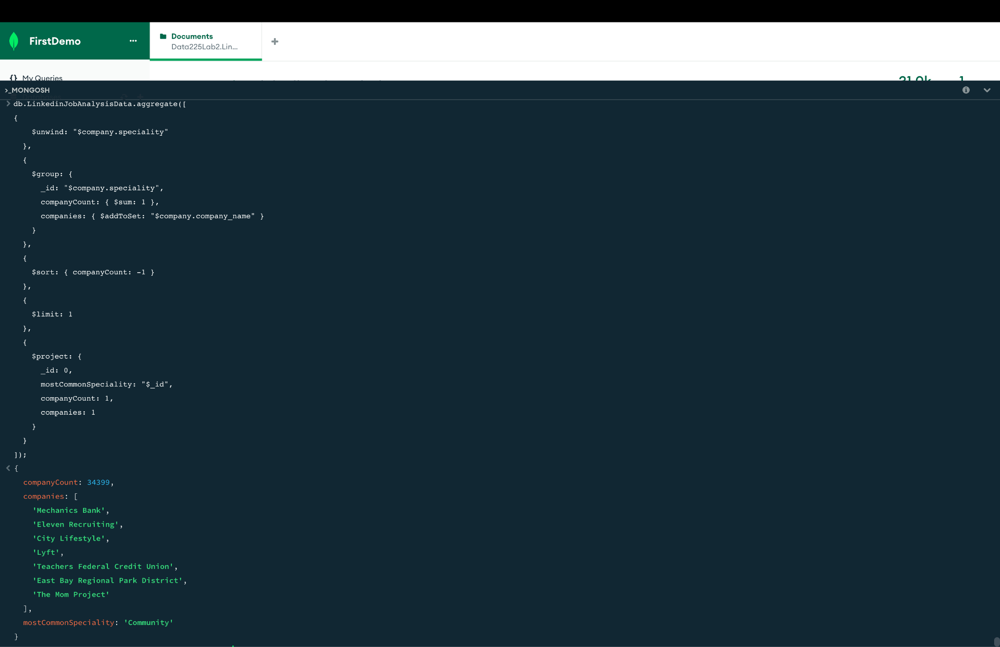 FirstDemo
...
Documents
Data225Lab2.Lin...
+
{} My Queries
>_MONGOSH
> db.LinkedinJobAnalysisData.aggregate([
{
$unwind: "$company.speciality"
},
{
$group: {
_id: "$company.speciality",
companyCount: { $sum: 1 },
companies: { $addToSet: "$company.company_name" }
}
},
{
$sort: { companyCount: -1 }
},
{
$limit: 1
},
{
$project: {
_id: 0,
mostCommonSpeciality: "$_id",
companyCount: 1,
companies: 1
}
}
]);
< {
companyCount: 34399,
companies: [
'Mechanics Bank',
'Eleven Recruiting',
'City Lifestyle',
'Lyft',
'Teachers Federal Credit Union',
'East Bay Regional Park District',
'The Mom Project'
],
mostCommonSpeciality: 'Community'
}